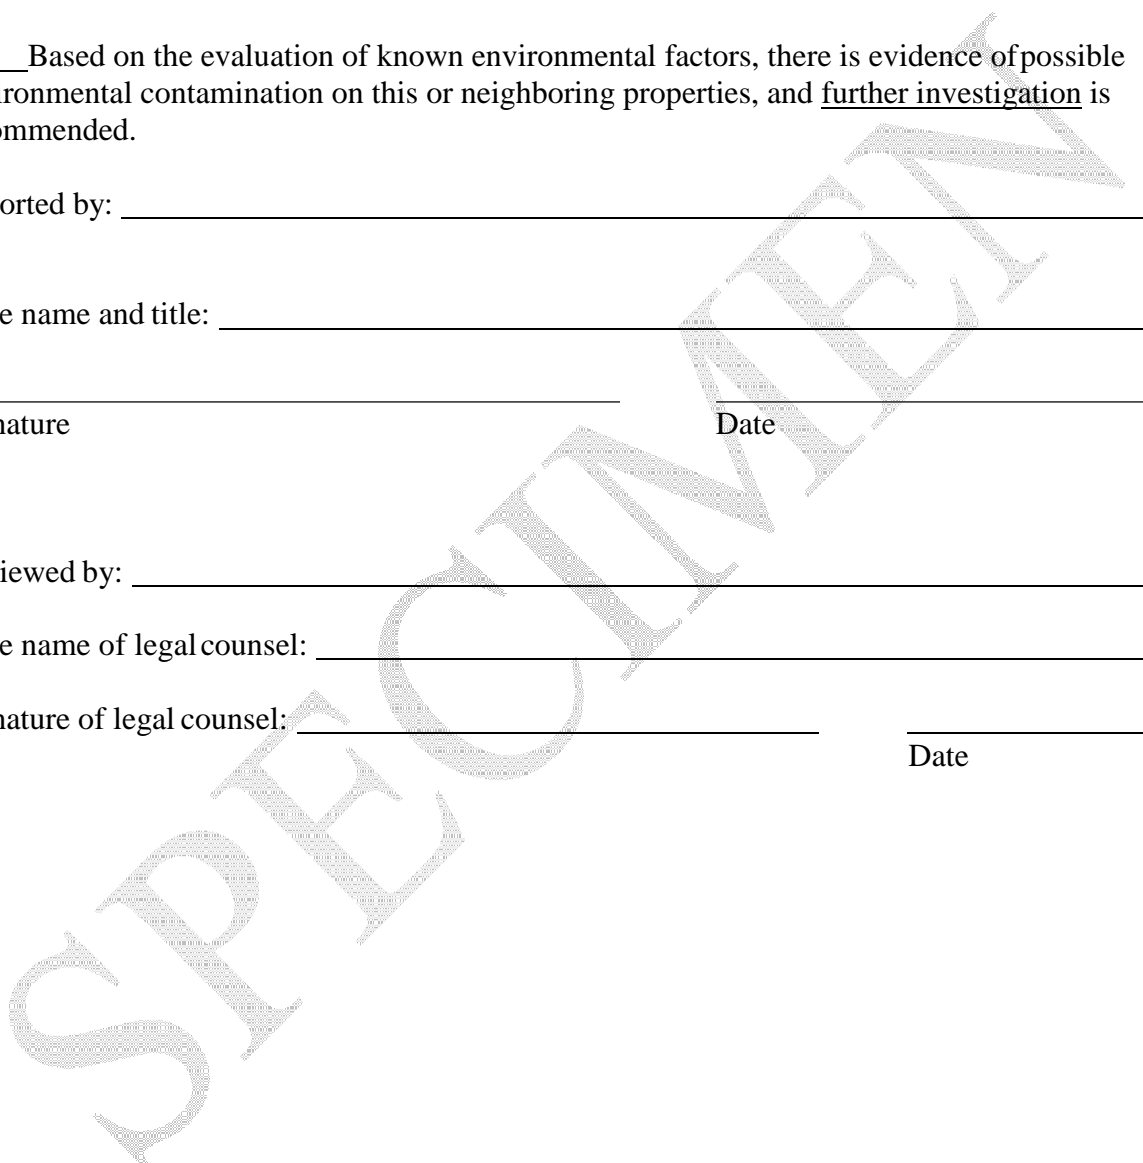 Based on the evaluation of known environmental factors, there is evidence of possible
ironmental contamination on this or neighboring properties, and further investigation is
ommended.
orted by:
e name and title:
nature Date
iewed by:
e name of legal counsel:
nature of legal counsel:
Date
SPECIMEN